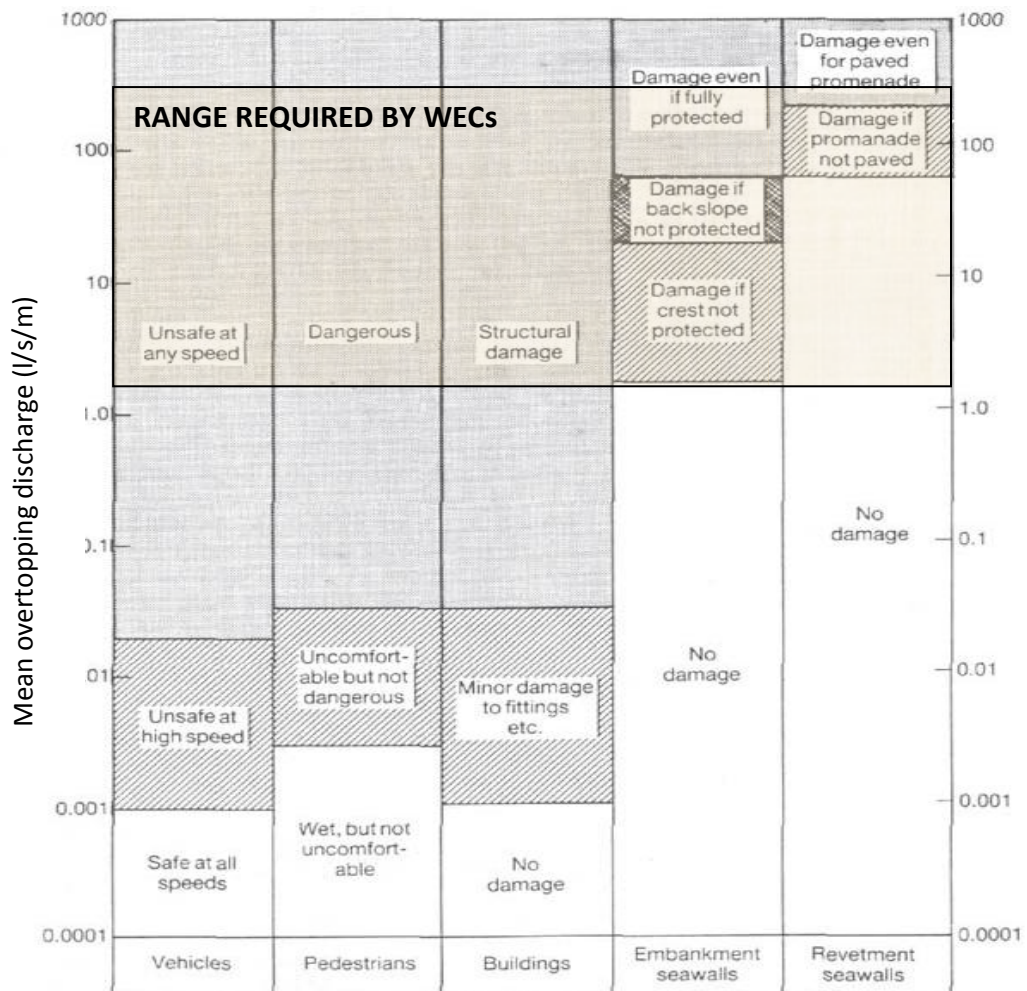 Mean overtopping discharge (l/s/m)
1000
100
10
1.0
0.1
.01
0.001
0.0001
RANGE REQUIRED BY WECs
Unsafe at
any speed
Unsafe at
high speed
Safe at all
speeds
Vehicles
Dangerous
Uncomfort-
able but not
dangerous
Wet, but not
uncomfort-
able
Pedestrians
Structural
damage
Minor damage
to fittings
etc.
No
damage
Buildings
Damage even
if fully
protected
Damage if
back slope
not protected
Damage if
crest not
protected
No
damage
Embankment
seawalls
Damage even
for paved
promenade
Damage if
promanade
not paved
No
damage
Revetment
seawalls
1000
100
10
1.0
0.1
0.01
0.001
0.0001